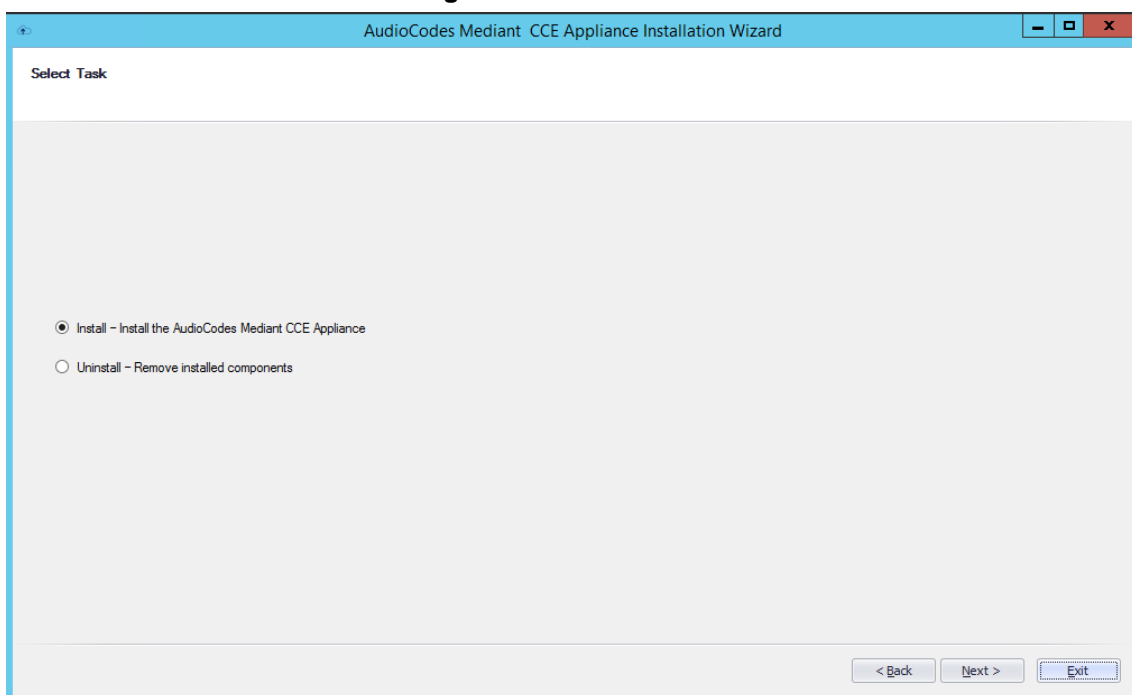 AudioCodes Mediant CCE Appliance Installation Wizard
Select Task
Install – Install the AudioCodes Mediant CCE Appliance
Uninstall – Remove installed components
< Back Next > Exit